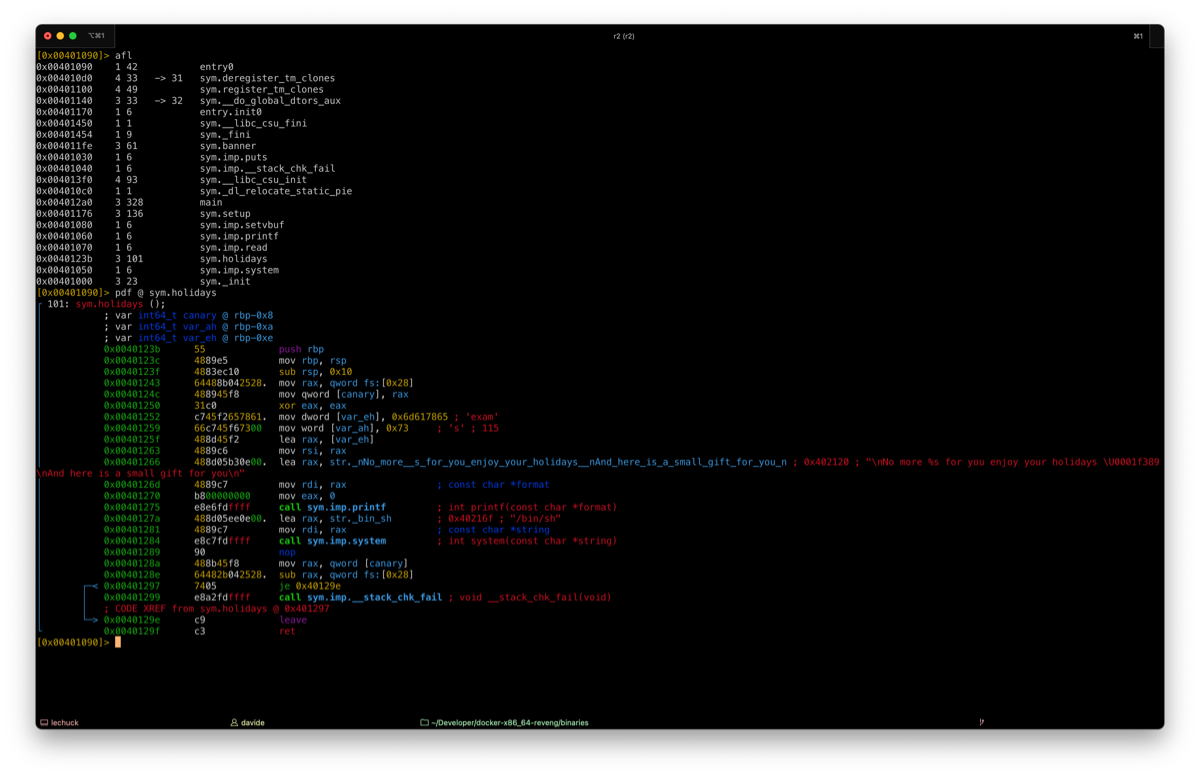 ⌥⌘1 r2 (r2) ⌘1
[0x00401090]> afl
0x00401090 1 42 entry0
0x004010d0 4 33 -> 31 sym.deregister_tm_clones
0x00401100 4 49 sym.register_tm_clones
0x00401140 3 33 -> 32 sym.__do_global_dtors_aux
0x00401170 1 6 entry.init0
0x00401450 1 1 sym.__libc_csu_fini
0x00401454 1 9 sym._fini
0x004011fe 3 61 sym.banner
0x00401030 1 6 sym.imp.puts
0x00401040 1 6 sym.imp.__stack_chk_fail
0x004013f0 4 93 sym.__libc_csu_init
0x004010c0 1 1 sym._dl_relocate_static_pie
0x004012a0 3 328 main
0x00401176 3 136 sym.setup
0x00401080 1 6 sym.imp.setvbuf
0x00401060 1 6 sym.imp.printf
0x00401070 1 6 sym.imp.read
0x0040123b 3 101 sym.holidays
0x00401050 1 6 sym.imp.system
0x00401000 3 23 sym._init
[0x00401090]> pdf @ sym.holidays
101: sym.holidays ();
; var int64_t canary @ rbp-0x8
; var int64_t var_ah @ rbp-0xa
; var int64_t var_eh @ rbp-0xe
0x0040123b 55 push rbp
0x0040123c 4889e5 mov rbp, rsp
0x0040123f 4883ec10 sub rsp, 0x10
0x00401243 64488b042528. mov rax, qword fs:[0x28]
0x0040124c 488945f8 mov qword [canary], rax
0x00401250 31c0 xor eax, eax
0x00401252 c745f2657861. mov dword [var_eh], 0x6d617865 ; 'exam'
0x00401259 66c745f67300 mov word [var_ah], 0x73 ; 's' ; 115
0x0040125f 488d45f2 lea rax, [var_eh]
0x00401263 4889c6 mov rsi, rax
0x00401266 488d05b30e00. lea rax, str._nNo_more__s_for_you_enjoy_your_holidays__nAnd_here_is_a_small_gift_for_you_n ; 0x402120 ; "\nNo more %s for you enjoy your holidays \U0001f389
\nAnd here is a small gift for you\n"
0x0040126d 4889c7 mov rdi, rax ; const char *format
0x00401270 b800000000 mov eax, 0
0x00401275 e8e6fdffff call sym.imp.printf ; int printf(const char *format)
0x0040127a 488d05ee0e00. lea rax, str._bin_sh ; 0x40216f ; "/bin/sh"
0x00401281 4889c7 mov rdi, rax ; const char *string
0x00401284 e8c7fdffff call sym.imp.system ; int system(const char *string)
0x00401289 90 nop
0x0040128a 488b45f8 mov rax, qword [canary]
0x0040128e 64482b042528. sub rax, qword fs:[0x28]
0x00401297 7405 je 0x40129e
0x00401299 e8a2fdffff call sym.imp.__stack_chk_fail ; void __stack_chk_fail(void)
; CODE XREF from sym.holidays @ 0x401297
0x0040129e c9 leave
0x0040129f c3 ret
[0x00401090]>
lechuck davide ~/Developer/docker-x86_64-reveng/binaries